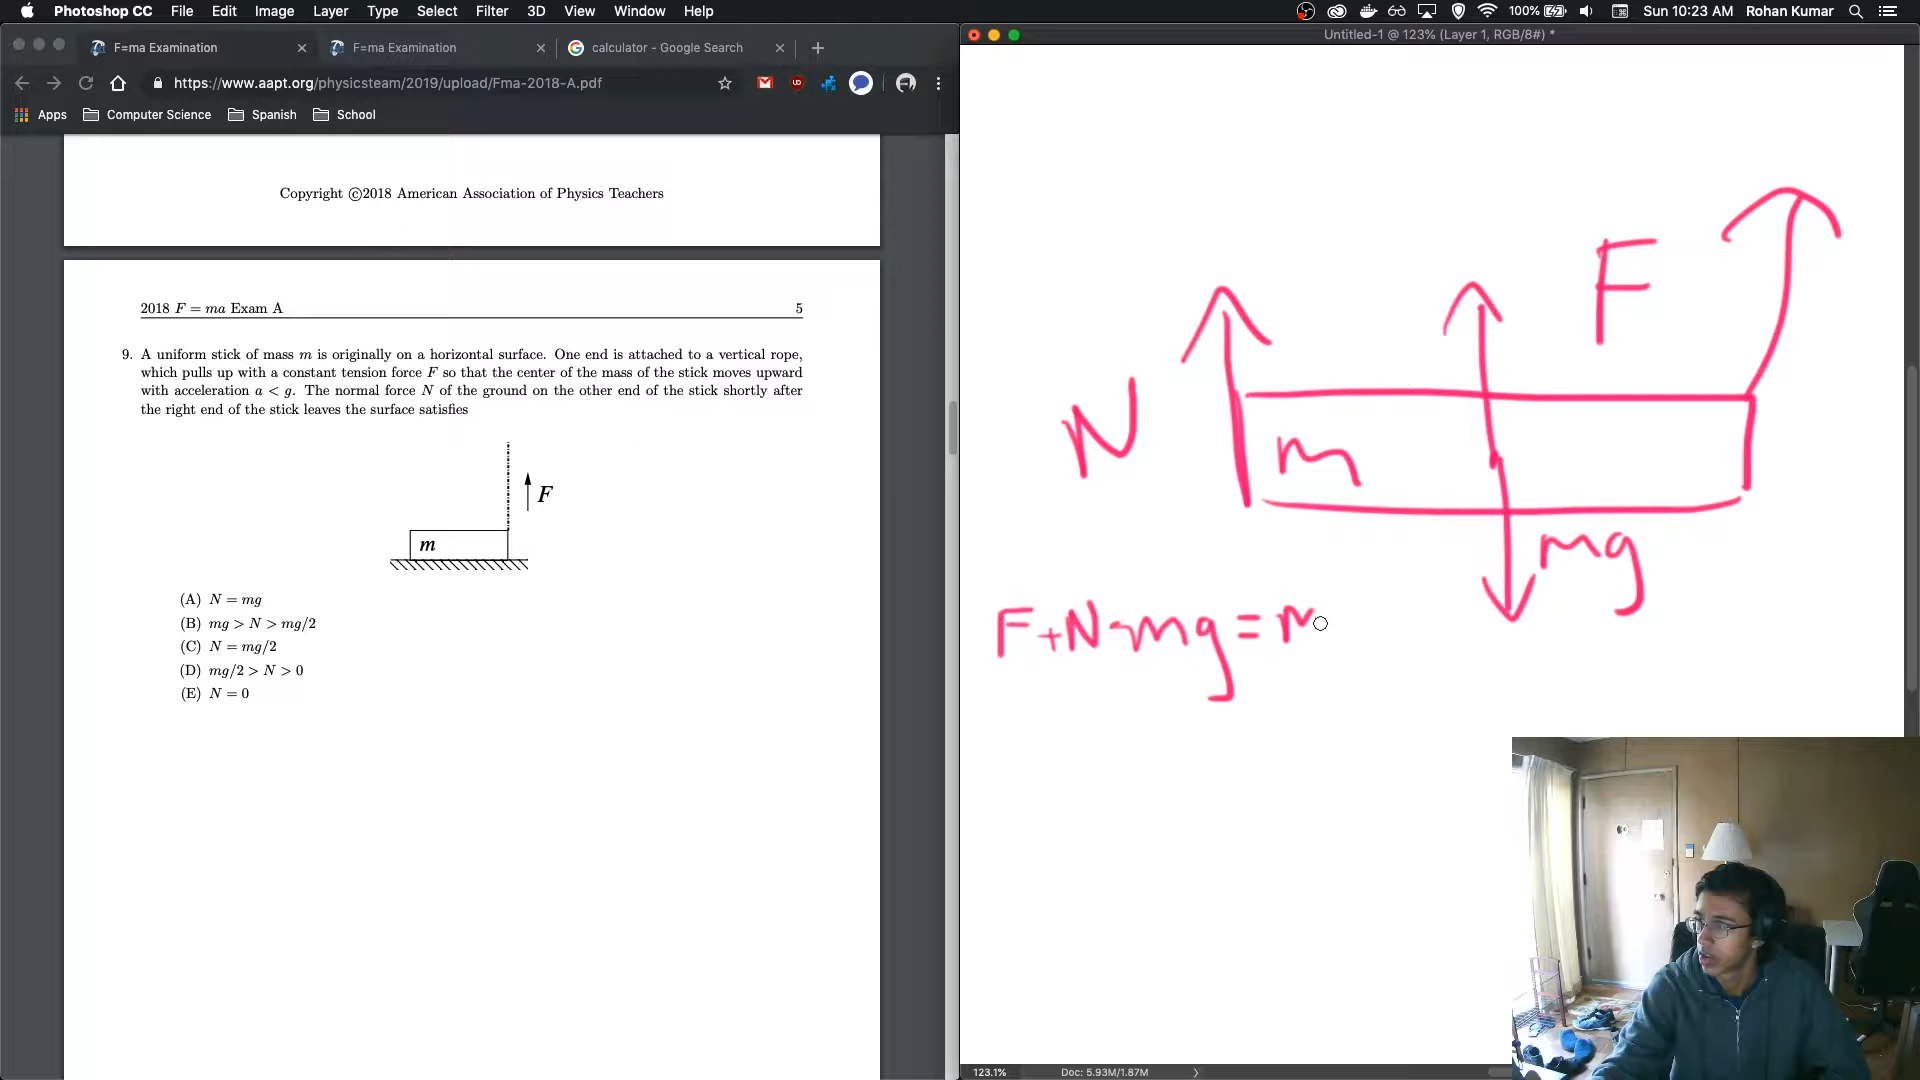 Photoshop CC File Edit Image Layer Type Select Filter 3D View Window Help 100% Sun 10:23 AM Rohan Kumar
F=ma Examination F=ma Examination calculator - Google Search
https://www.aapt.org/physicsteam/2019/upload/Fma-2018-A.pdf
Apps Computer Science Spanish School
Copyright ©2018 American Association of Physics Teachers
2018 F = ma Exam A 5
9. A uniform stick of mass m is originally on a horizontal surface. One end is attached to a vertical rope,
which pulls up with a constant tension force F so that the center of the mass of the stick moves upward
with acceleration a < g. The normal force N of the ground on the other end of the stick shortly after
the right end of the stick leaves the surface satisfies
F
m
(A) N = mg
(B) mg > N > mg/2
(C) N = mg/2
(D) mg/2 > N > 0
(E) N = 0
Untitled-1 @ 123% (Layer 1, RGB/8#) *
F
N
m
mg
F+N-mg=m
123.1% Doc: 5.93M/1.87M